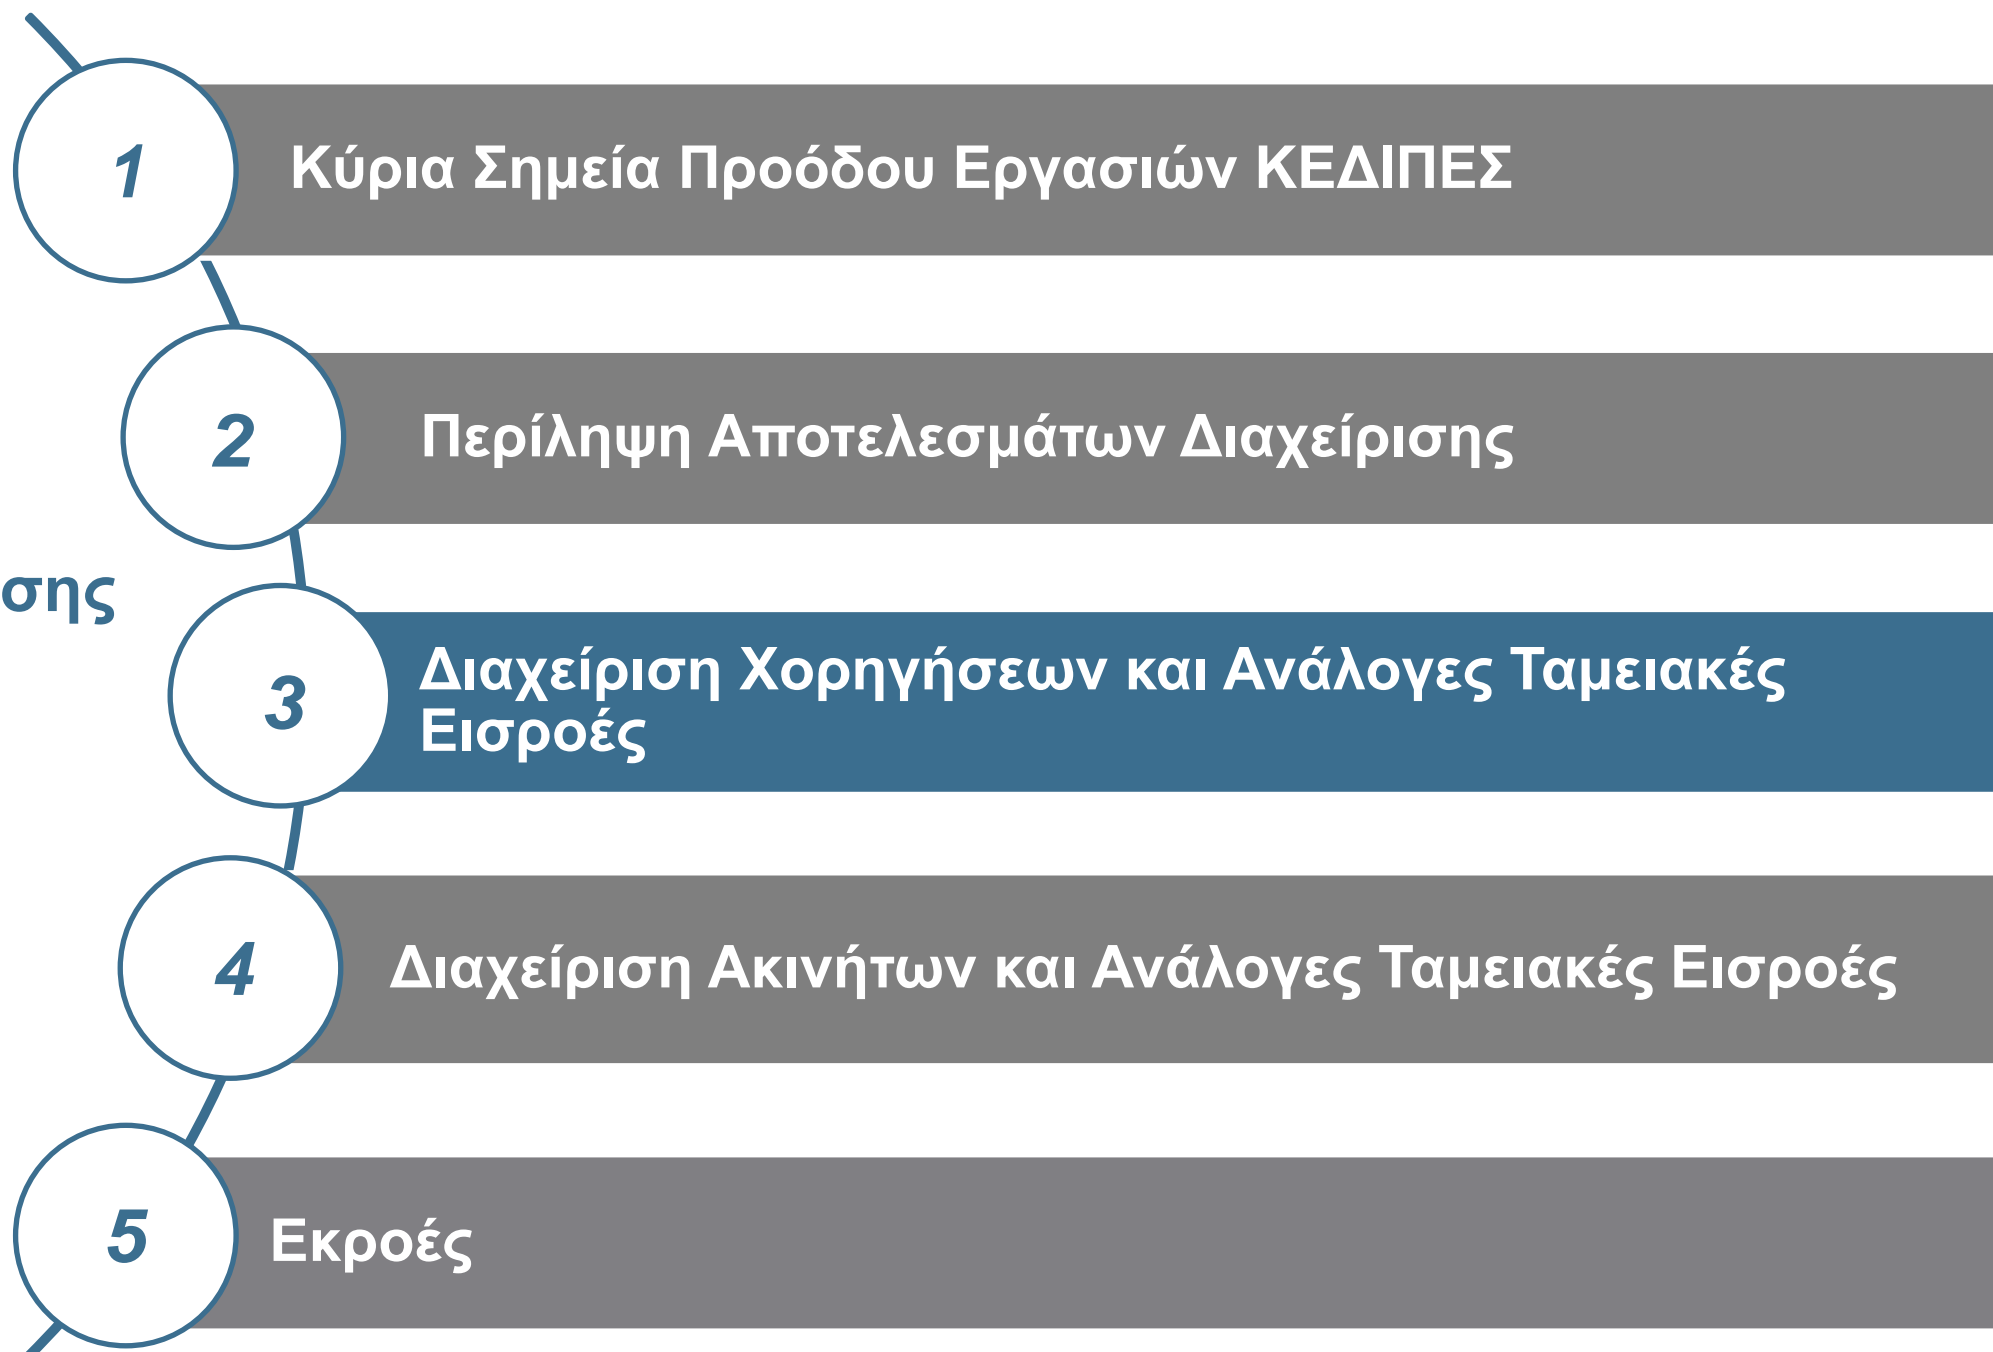 1
Κύρια Σημεία Προόδου Εργασιών ΚΕΔΙΠΕΣ
2
Περίληψη Αποτελεσμάτων Διαχείρισης
σης
3
Διαχείριση Χορηγήσεων και Ανάλογες Ταμειακές
Εισροές
4
Διαχείριση Ακινήτων και Ανάλογες Ταμειακές Εισροές
5
Εκροές